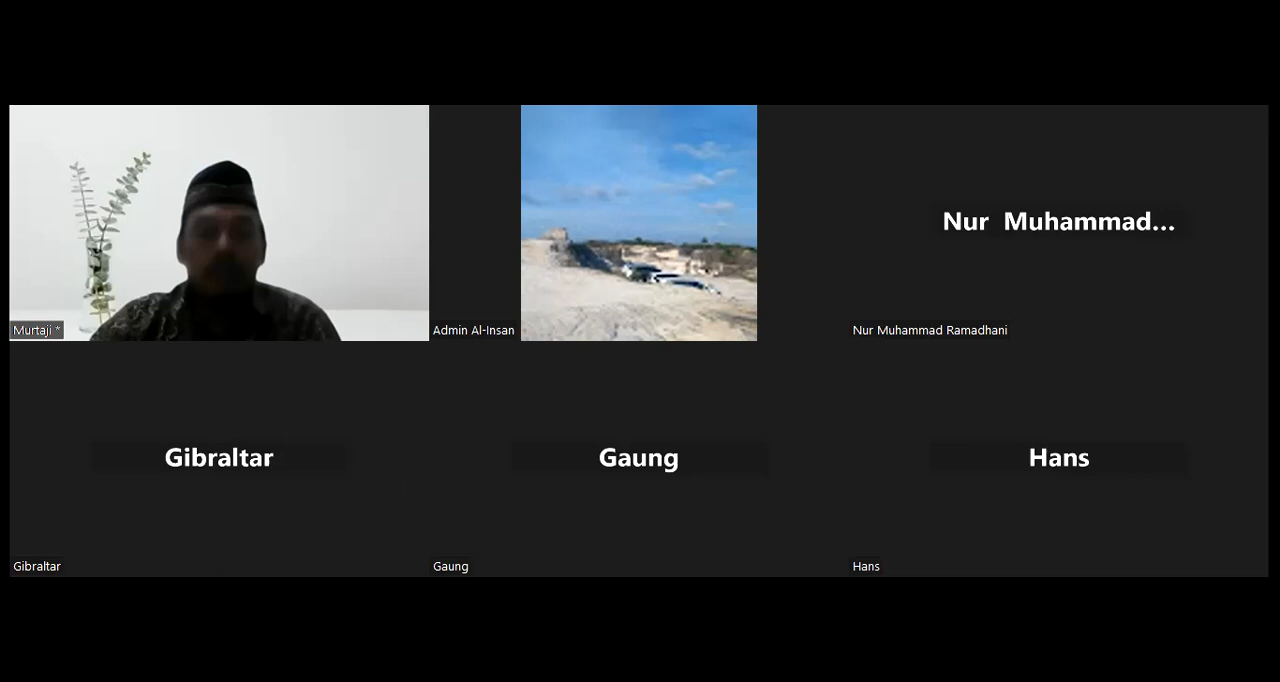 Murtaji *
Admin Al-Insan
Nur Muhammad...
Nur Muhammad Ramadhani
Gibraltar
Gibraltar
Gaung
Gaung
Hans
Hans